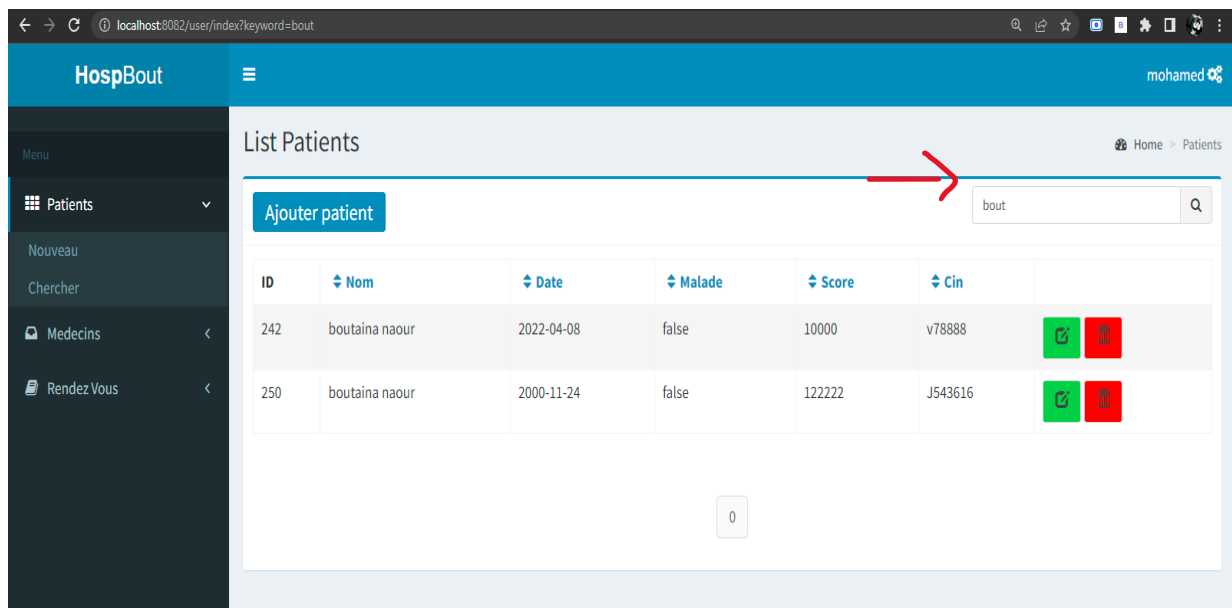 localhost:8082/user/index?keyword=bout
HospBout
mohamed
Menu
Patients
Nouveau
Chercher
Medecins
Rendez Vous
List Patients
Home > Patients
Ajouter patient
bout
ID Nom Date Malade Score Cin
242 boutaina naour 2022-04-08 false 10000 v78888
250 boutaina naour 2000-11-24 false 122222 J543616
0